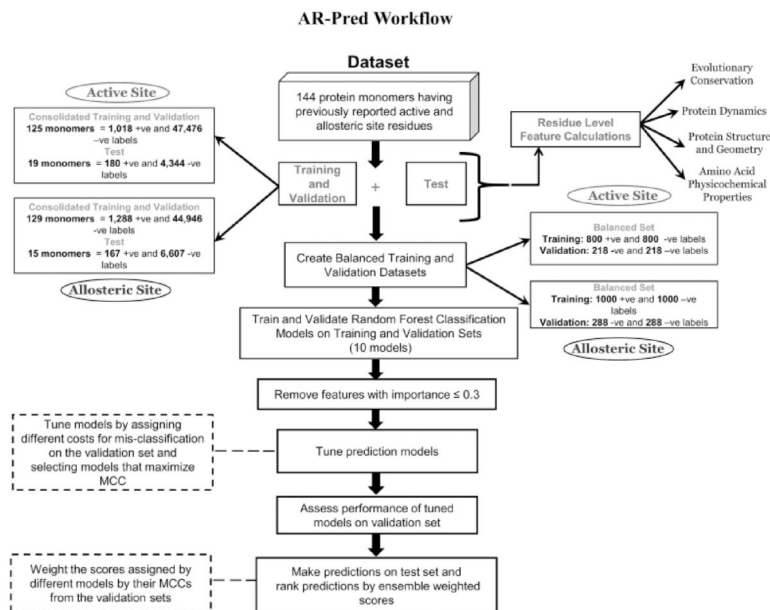 AR-Pred Workflow
Dataset
144 protein monomers having
previously reported active and
allosteric site residues
Active Site
Consolidated Training and Validation
125 monomers = 1,018 +ve and 47,476
–ve labels
Test
19 monomers = 180 +ve and 4,344 -ve
labels
Consolidated Training and Validation
129 monomers = 1,288 +ve and 44,946
-ve labels
Test
15 monomers = 167 +ve and 6,607 -ve
labels
Allosteric Site
Training
and
Validation
+
Test
Residue Level
Feature Calculations
Evolutionary
Conservation
Protein Dynamics
Protein Structure
and Geometry
Amino Acid
Physicochemical
Properties
Create Balanced Training and
Validation Datasets
Active Site
Balanced Set
Training: 800 +ve and 800 -ve labels
Validation: 218 -ve and 218 –ve labels
Balanced Set
Training: 1000 +ve and 1000 –ve
labels
Validation: 288 -ve and 288 –ve labels
Allosteric Site
Train and Validate Random Forest Classification
Models on Training and Validation Sets
(10 models)
Remove features with importance ≤ 0.3
Tune models by assigning
different costs for mis-classification
on the validation set and
selecting models that maximize
MCC
Tune prediction models
Assess performance of tuned
models on validation set
Weight the scores assigned by
different models by their MCCs
from the validation sets
Make predictions on test set and
rank predictions by ensemble weighted
scores